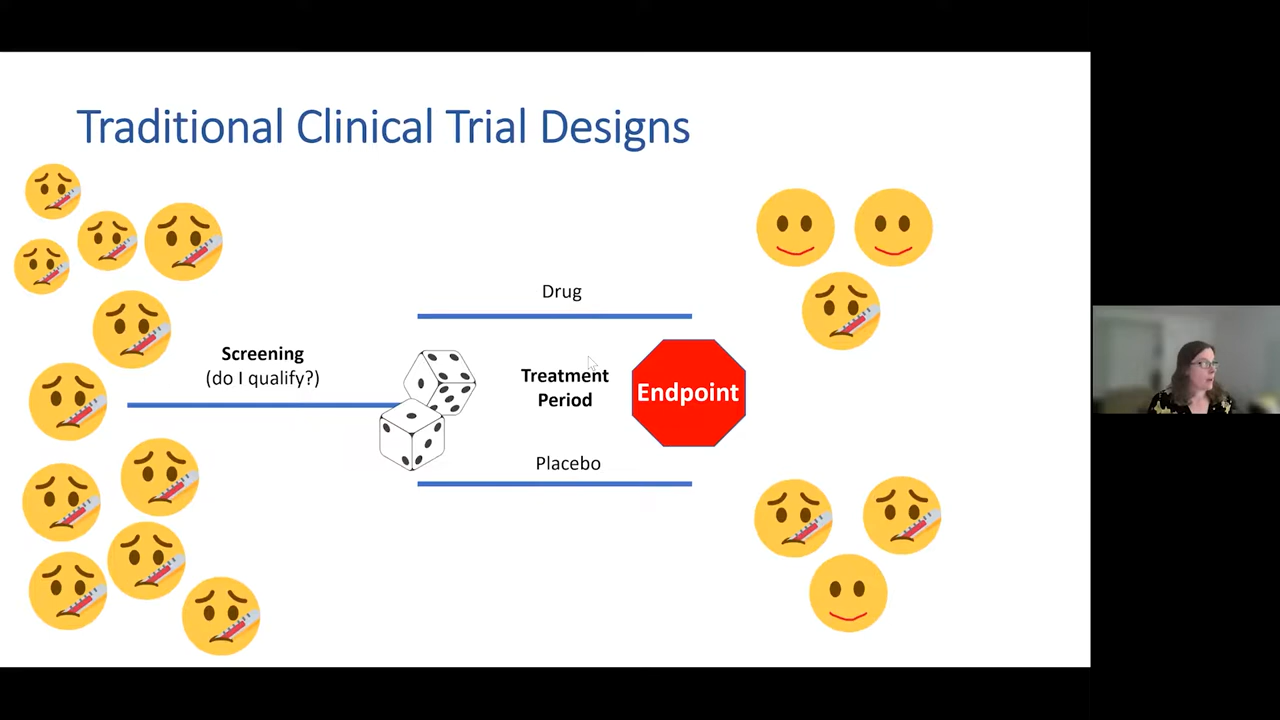 Traditional Clinical Trial Designs
Screening
(do I qualify?)
Drug
Treatment
Period
Endpoint
Placebo